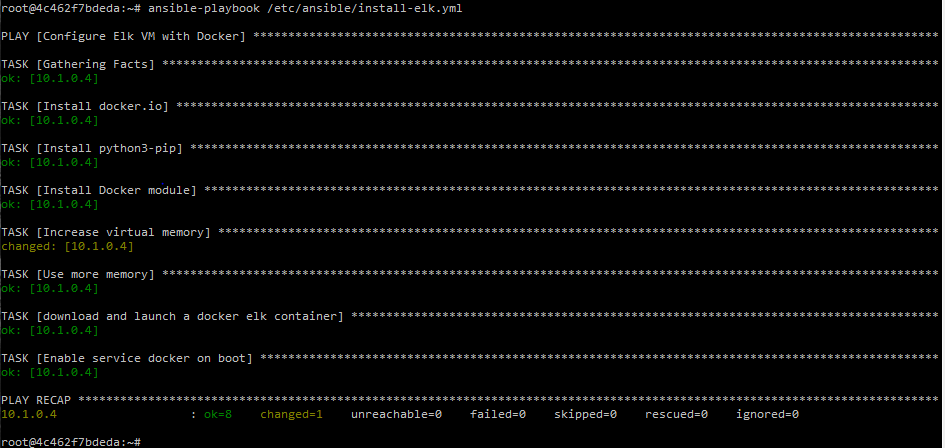 root@4c462f7bdeda:~# ansible-playbook /etc/ansible/install-elk.yml
PLAY [Configure Elk VM with Docker] **************************************************************************************************
TASK [Gathering Facts] ***************************************************************************************************************
ok: [10.1.0.4]
TASK [Install docker.io] *************************************************************************************************************
ok: [10.1.0.4]
TASK [Install python3-pip] ***********************************************************************************************************
ok: [10.1.0.4]
TASK [Install Docker module] *********************************************************************************************************
ok: [10.1.0.4]
TASK [Increase virtual memory] *******************************************************************************************************
changed: [10.1.0.4]
TASK [Use more memory] ***************************************************************************************************************
ok: [10.1.0.4]
TASK [download and launch a docker elk container] ************************************************************************************
ok: [10.1.0.4]
TASK [Enable service docker on boot] *************************************************************************************************
ok: [10.1.0.4]
PLAY RECAP ***************************************************************************************************************************
10.1.0.4                   : ok=8    changed=1    unreachable=0    failed=0    skipped=0    rescued=0    ignored=0
root@4c462f7bdeda:~#